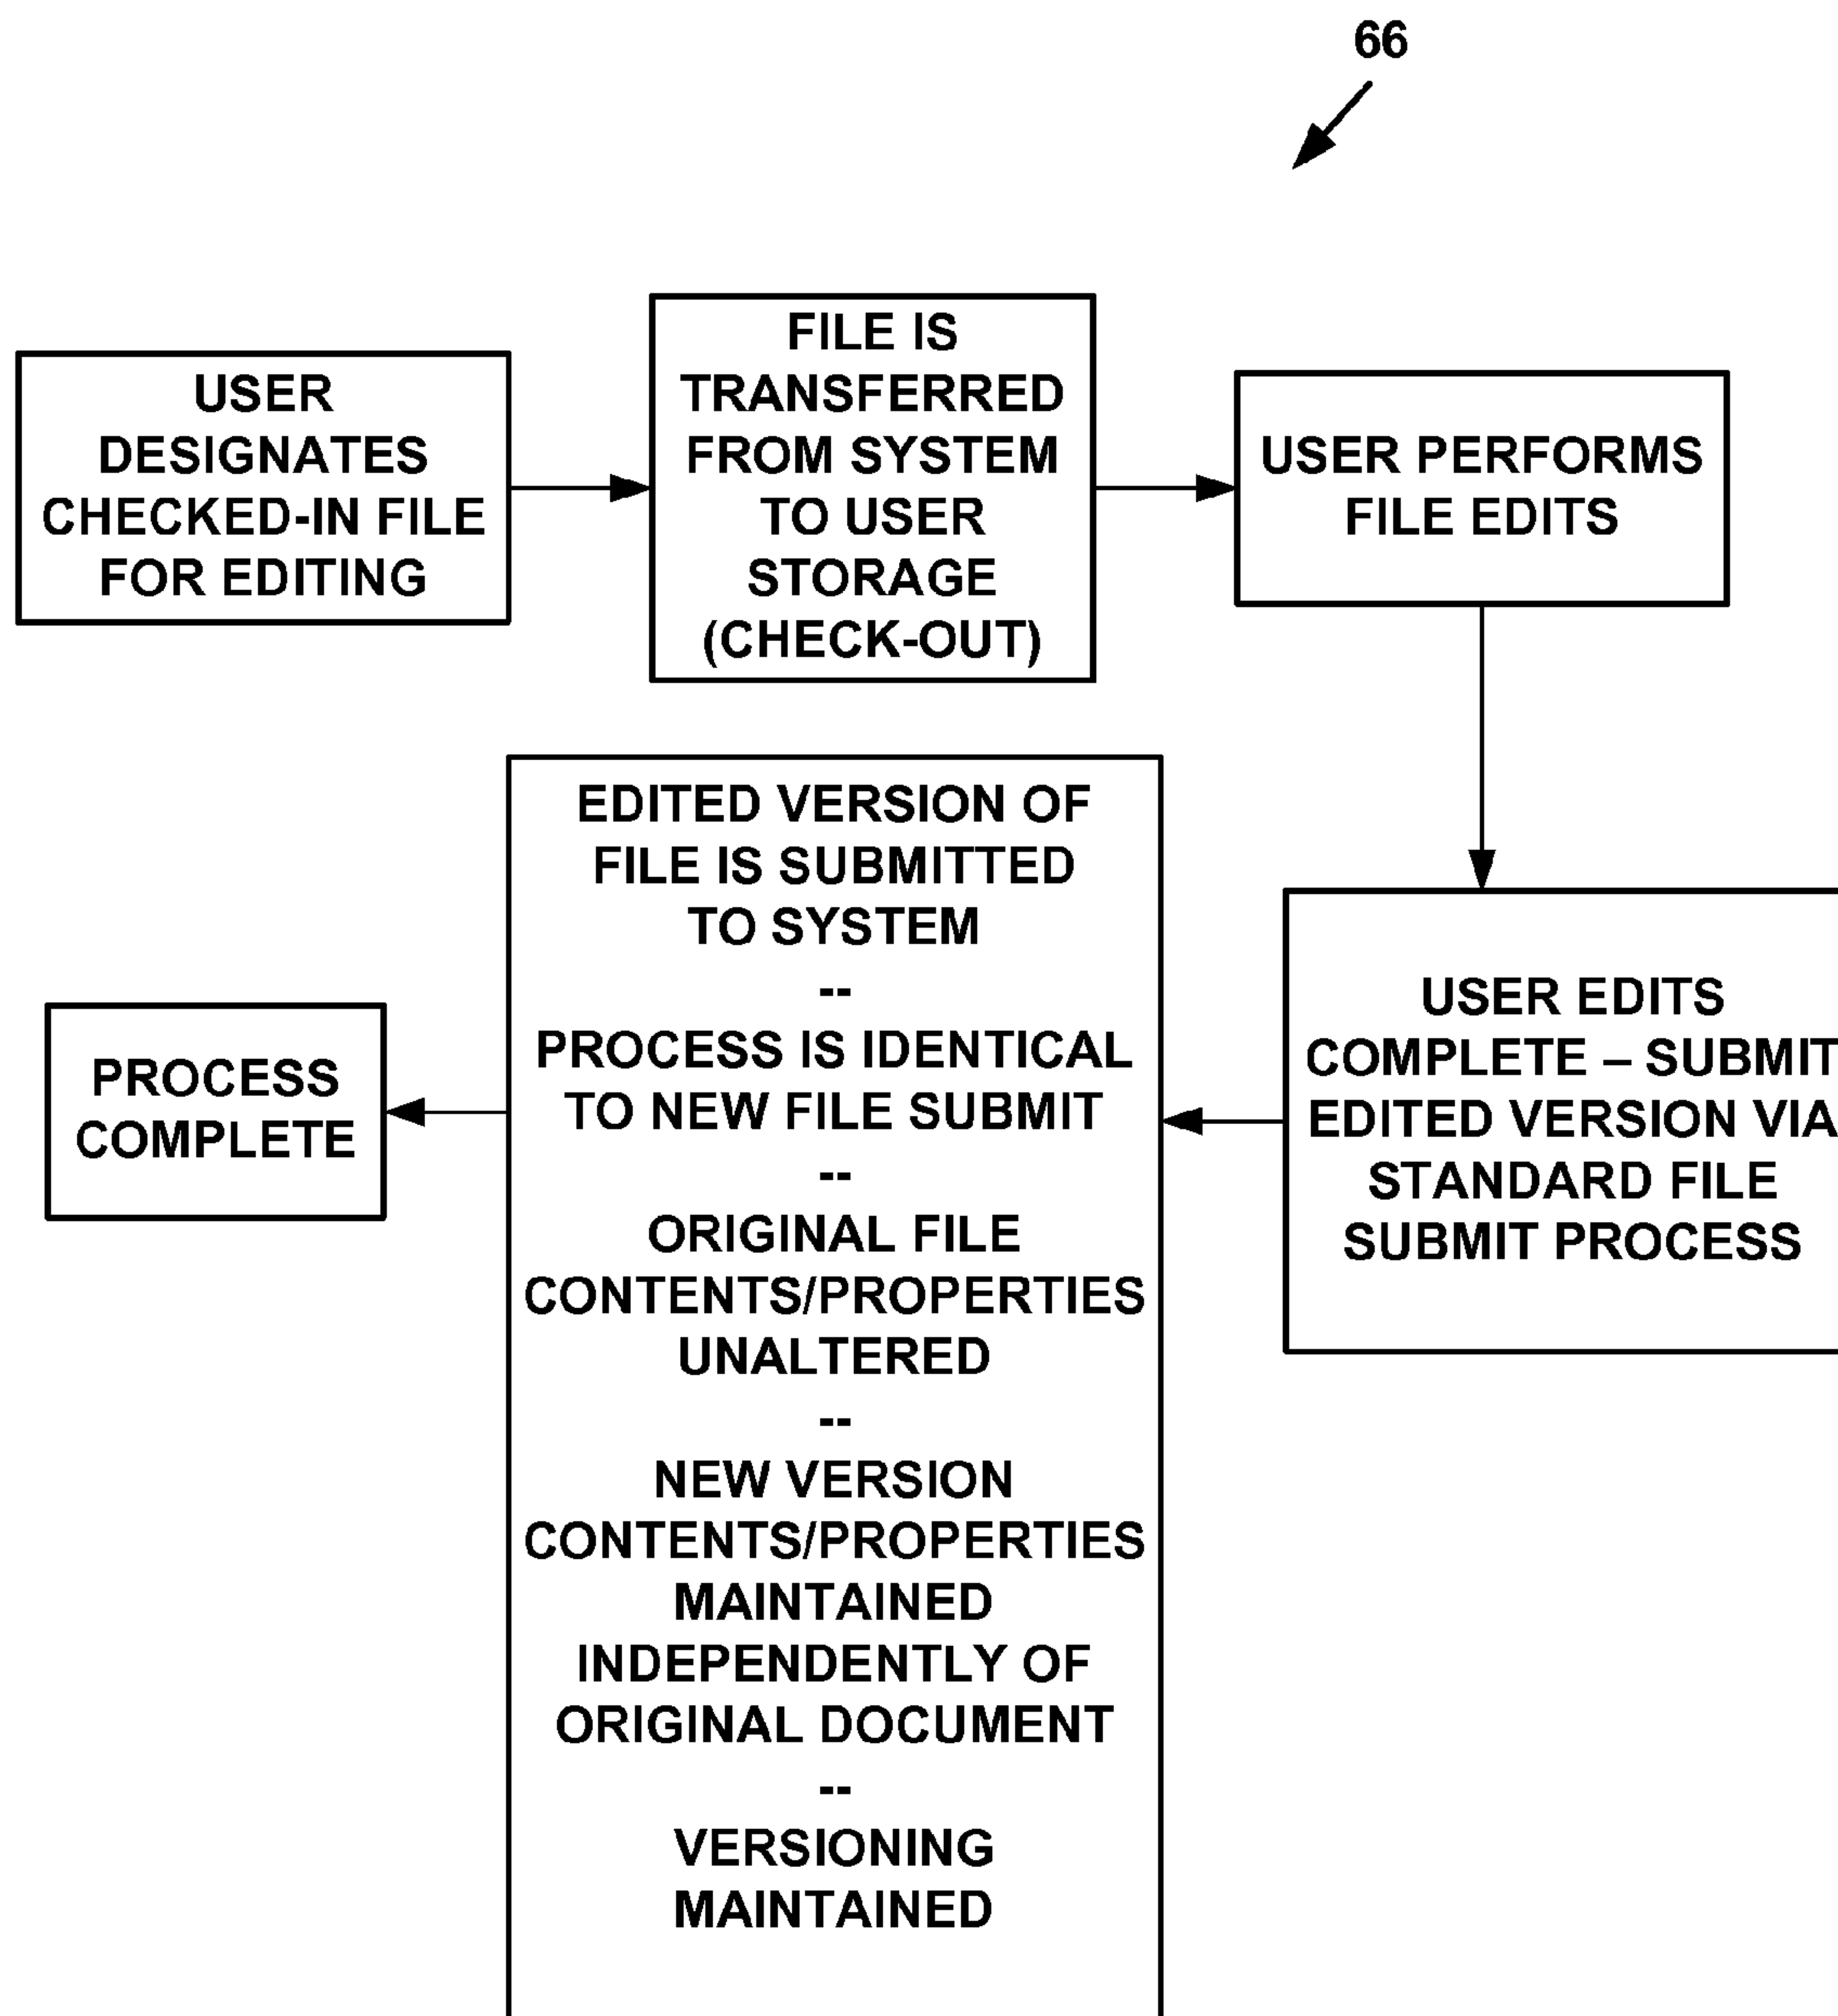 66
USER
DESIGNATES
CHECKED-IN FILE
FOR EDITING
FILE IS
TRANSFERRED
FROM SYSTEM
TO USER
STORAGE
(CHECK-OUT)
USER PERFORMS
FILE EDITS
USER EDITS
COMPLETE – SUBMIT
EDITED VERSION VIA
STANDARD FILE
SUBMIT PROCESS
EDITED VERSION OF
FILE IS SUBMITTED
TO SYSTEM
--
PROCESS IS IDENTICAL
TO NEW FILE SUBMIT
--
ORIGINAL FILE
CONTENTS/PROPERTIES
UNALTERED
--
NEW VERSION
CONTENTS/PROPERTIES
MAINTAINED
INDEPENDENTLY OF
ORIGINAL DOCUMENT
--
VERSIONING
MAINTAINED
PROCESS
COMPLETE